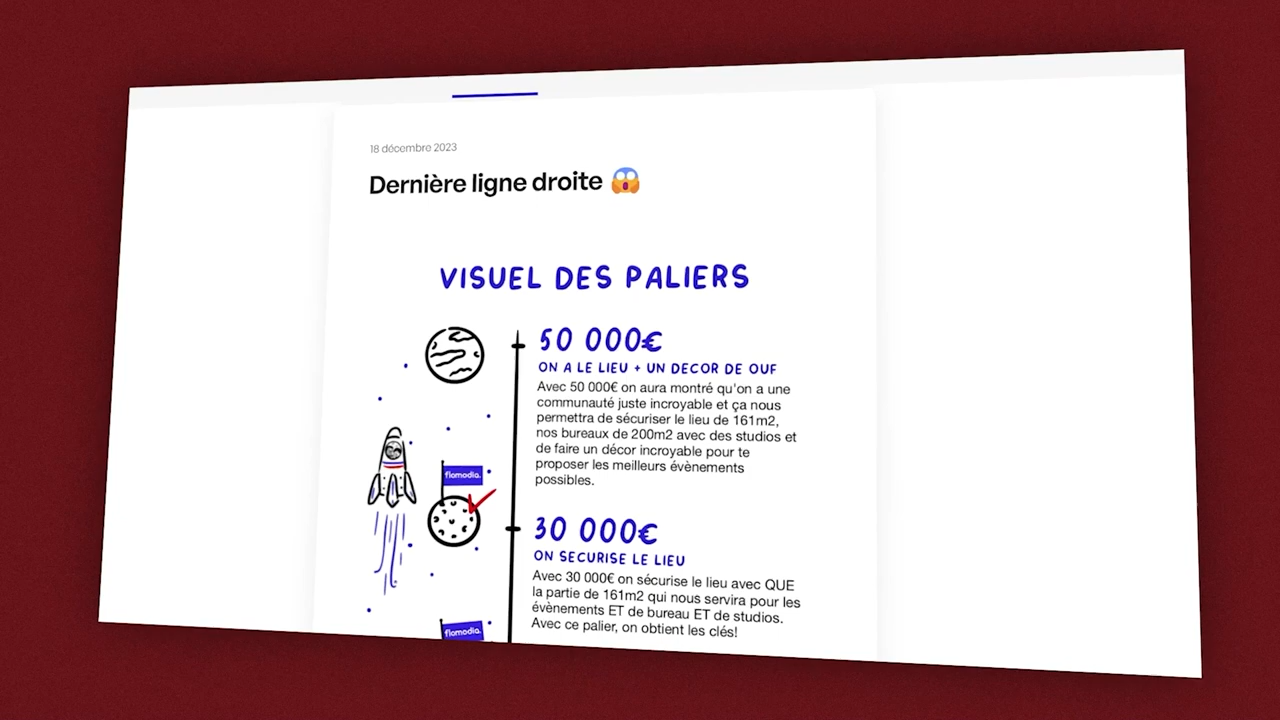 18 décembre 2023
Dernière ligne droite 😱
VISUEL DES PALIERS
50 000€
ON A LE LIEU + UN DECOR DE OUF
Avec 50 000€ on aura montré qu'on a une
communauté juste incroyable et ça nous
permettra de sécuriser le lieu de 161m2,
nos bureaux de 200m2 avec des studios et
de faire un décor incroyable pour te
proposer les meilleurs évènements
possibles.
flomodia.
30 000€
ON SECURISE LE LIEU
Avec 30 000€ on sécurise le lieu avec QUE
la partie de 161m2 qui nous servira pour les
évènements ET de bureau ET de studios.
Avec ce palier, on obtient les clés!
flomodia.